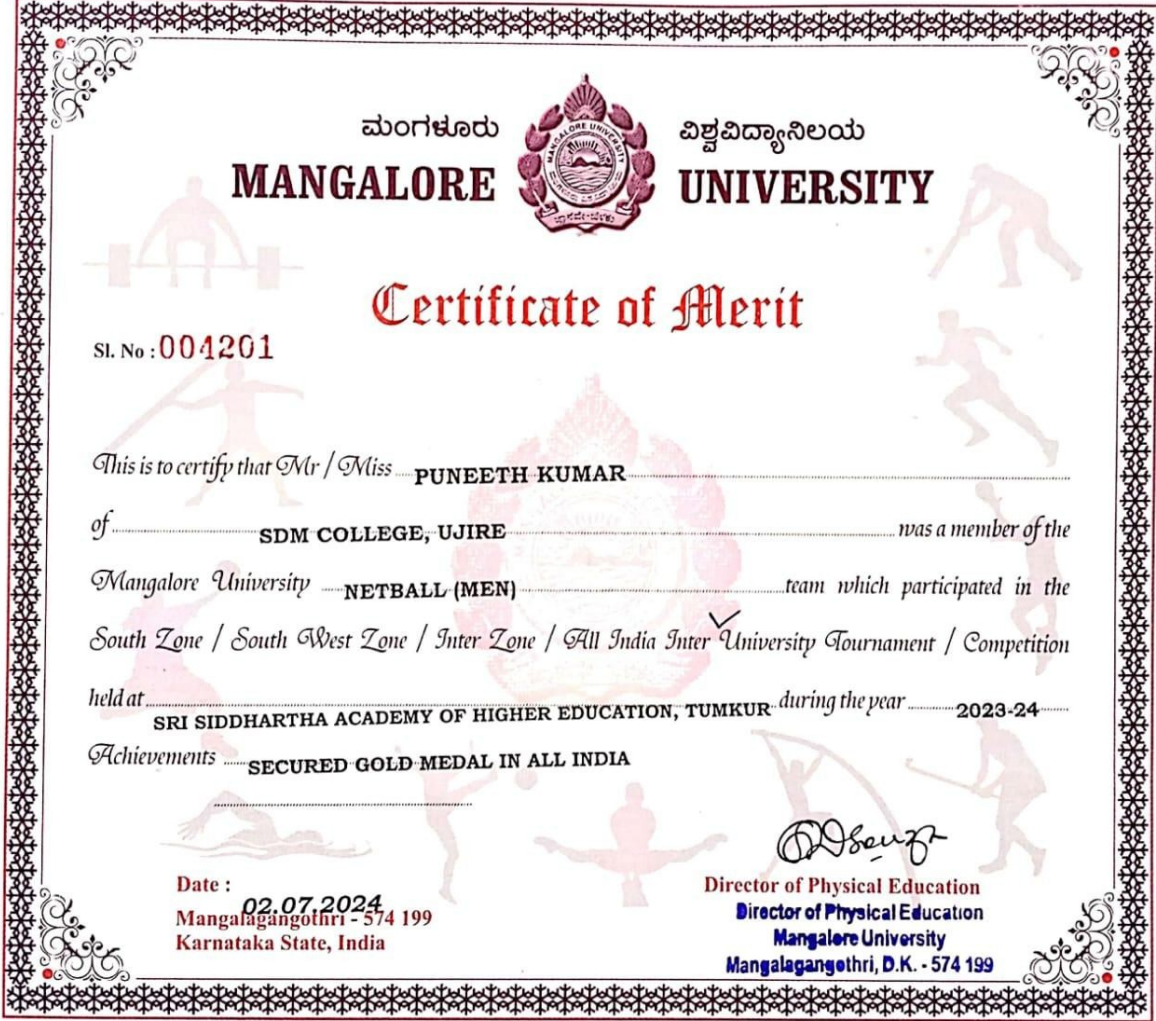 ಮಂಗಳೂರು ವಿಶ್ವವಿದ್ಯಾನಿಲಯ
MANGALORE UNIVERSITY
MANGALORE UNIVERSITY
Certificate of Merit
Sl. No : 004201
This is to certify that Mr / Miss PUNEETH KUMAR
of SDM COLLEGE, UJIRE was a member of the
Mangalore University NETBALL (MEN) team which participated in the
South Zone / South West Zone / Inter Zone / All India Inter University Tournament / Competition
held at SRI SIDDHARTHA ACADEMY OF HIGHER EDUCATION, TUMKUR during the year 2023-24
Achievements SECURED GOLD MEDAL IN ALL INDIA
Date : 02.07.2024
Mangalagangothri - 574 199
Karnataka State, India
Director of Physical Education
Director of Physical Education
Mangalore University
Mangalagangothri, D.K. - 574 199